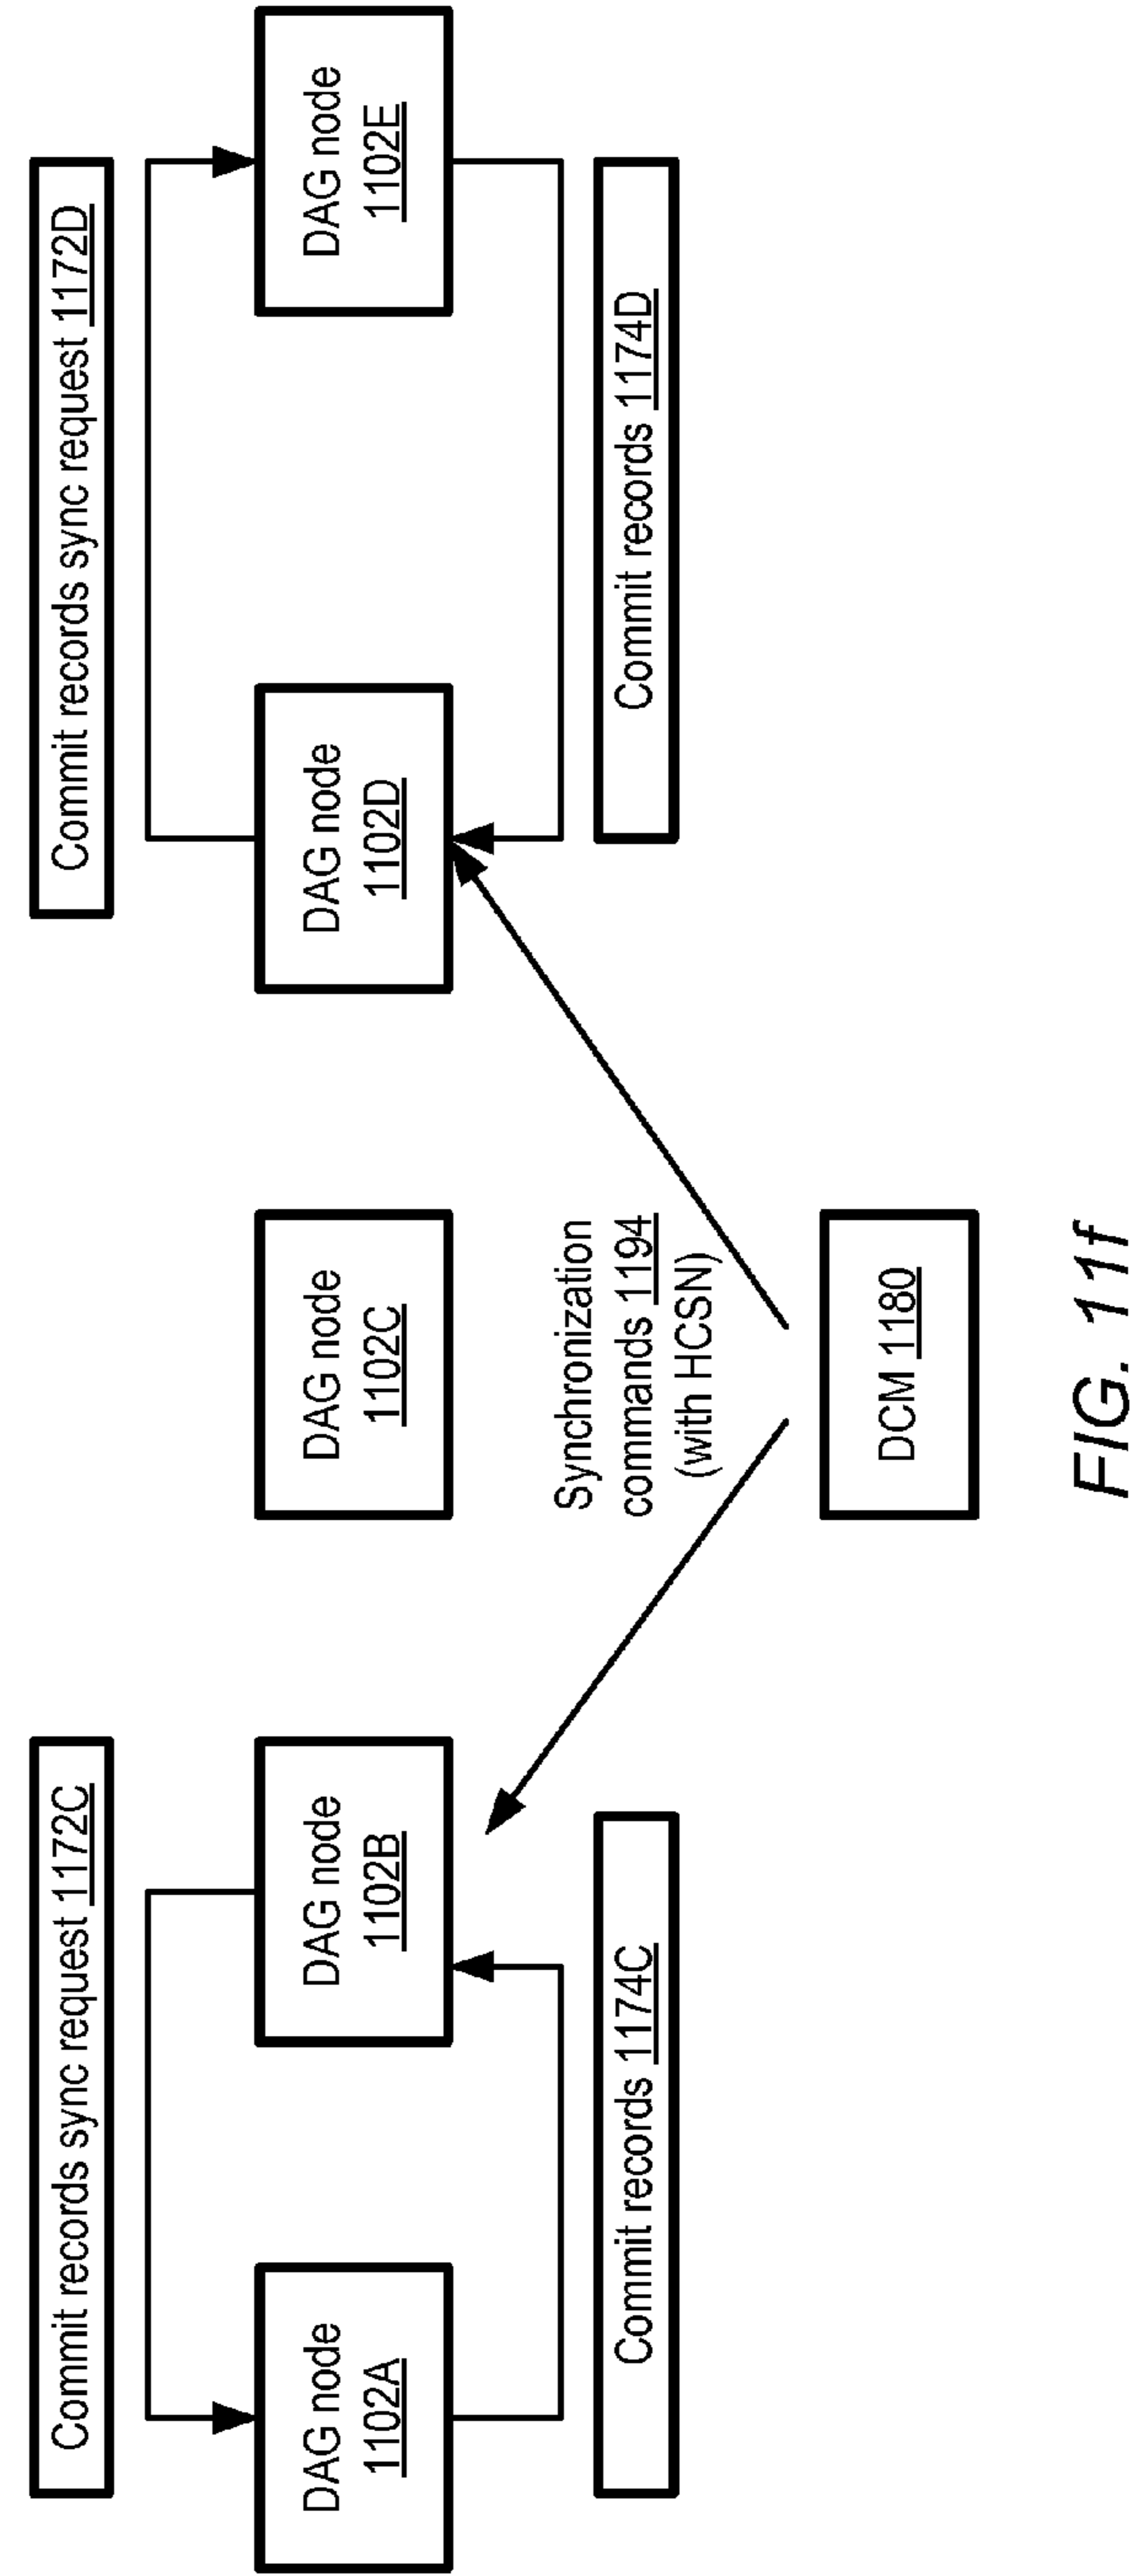 Commit records sync request 1172C
Commit records sync request 1172D
DAG node
1102A
DAG node
1102B
DAG node
1102C
DAG node
1102D
DAG node
1102E
Synchronization
commands 1194
(with HCSN)
Commit records 1174C
Commit records 1174D
DCM 1180
FIG. 11f